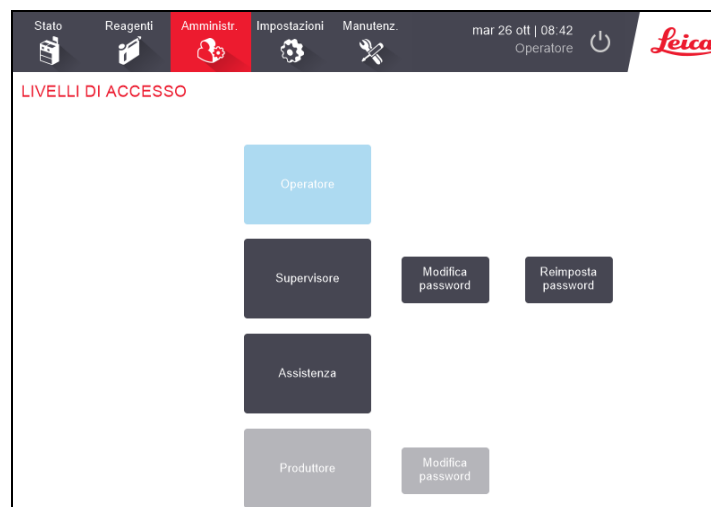 Stato Reagenti Amministr. Impostazioni Manutenz.
mar 26 ott | 08:42
Operatore
Leica
LIVELLI DI ACCESSO
Operatore
Supervisore
Modifica
password
Reimposta
password
Assistenza
Produttore
Modifica
password